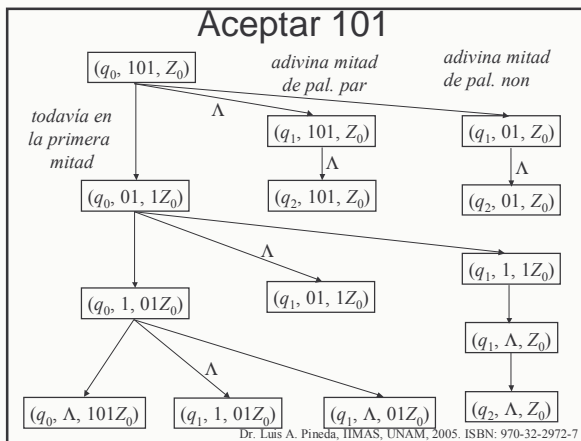 Aceptar 101
adivina mitad
de pal. par
adivina mitad
de pal. non
(q₀, 101, Z₀)
todavía en
la primera
mitad
Λ
(q₁, 101, Z₀)
(q₁, 01, Z₀)
Λ
Λ
(q₀, 01, 1Z₀)
(q₂, 101, Z₀)
(q₂, 01, Z₀)
Λ
(q₁, 1, 1Z₀)
(q₀, 1, 01Z₀)
(q₁, 01, 1Z₀)
(q₁, Λ, Z₀)
Λ
(q₀, Λ, 101Z₀)
(q₁, 1, 01Z₀)
(q₁, Λ, 01Z₀)
(q₂, Λ, Z₀)
Dr. Luis A. Pineda, IIMAS, UNAM, 2005. ISBN: 970-32-2972-7